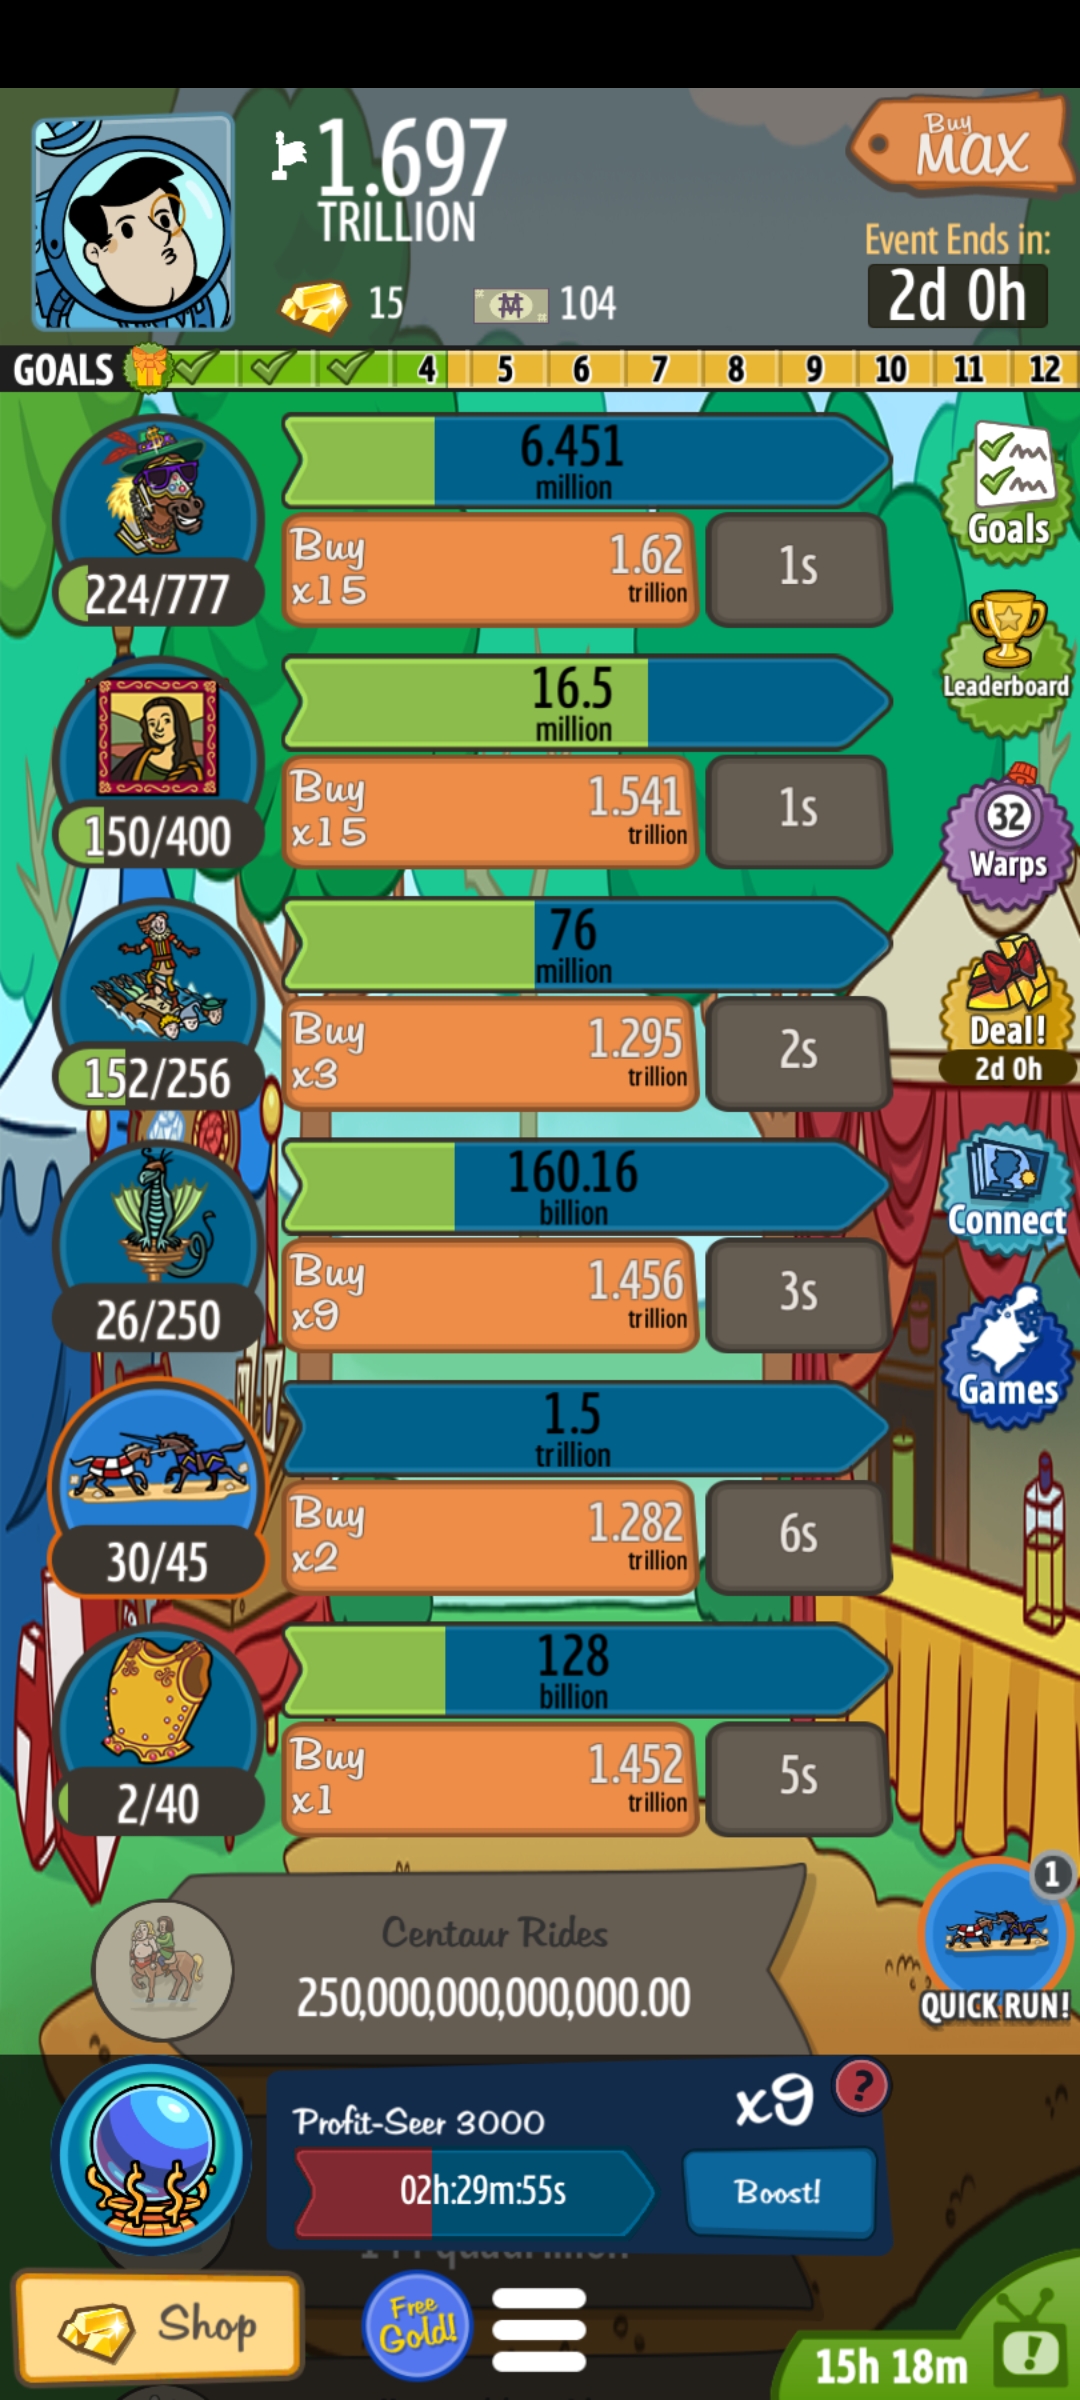 1.697
TRILLION
Buy
MAX
Event Ends in:
2d 0h
15
104
GOALS 4 5 6 7 8 9 10 11 12
6.451
million
Buy
x15
1.62
trillion
1s
224/777
Goals
16.5
million
Leaderboard
Buy
x15
1.541
trillion
1s
150/400
32
Warps
76
million
Buy
x3
1.295
trillion
2s
152/256
Deal!
2d 0h
160.16
billion
Connect
Buy
x9
1.456
trillion
3s
26/250
Games
1.5
trillion
Buy
x2
1.282
trillion
6s
30/45
128
billion
Buy
x1
1.452
trillion
5s
2/40
Centaur Rides
250,000,000,000,000.00
1
QUICK RUN!
Profit-Seer 3000
x9
?
02h:29m:55s
Boost!
Shop
Free
Gold!
15h 18m
!